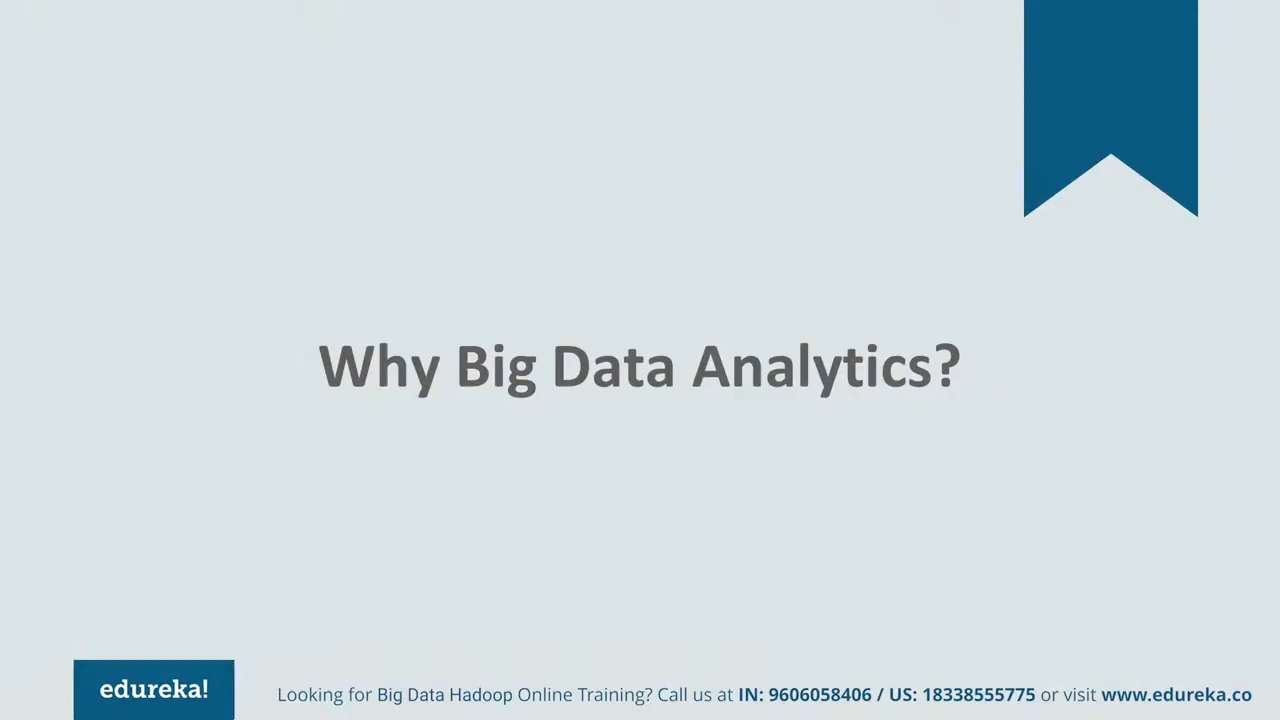 Why Big Data Analytics?
edureka!
Looking for Big Data Hadoop Online Training? Call us at IN: 9606058406 / US: 18338555775 or visit www.edureka.co